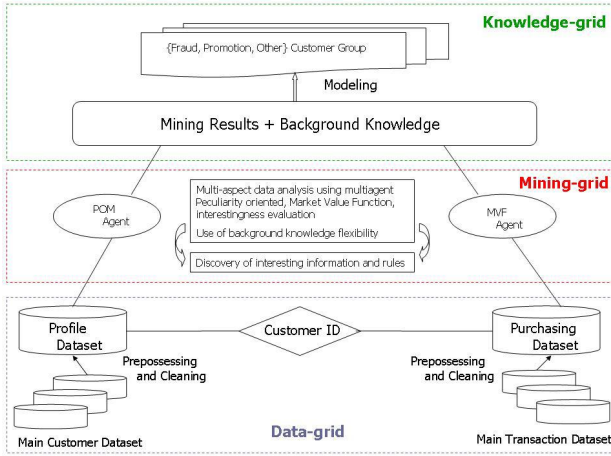 Knowledge-grid
{Fraud, Promotion, Other} Customer Group
Modeling
Mining Results + Background Knowledge
Mining-grid
POM
Agent
Multi-aspect data analysis using multiagent
Peculiarity oriented, Market Value Function,
interestingness evaluation
Use of background knowledge flexibility
MVF
Agent
Discovery of interesting information and rules
Profile
Dataset
Customer ID
Purchasing
Dataset
Prepossessing
and Cleaning
Prepossessing
and Cleaning
Main Customer Dataset
Data-grid
Main Transaction Dataset